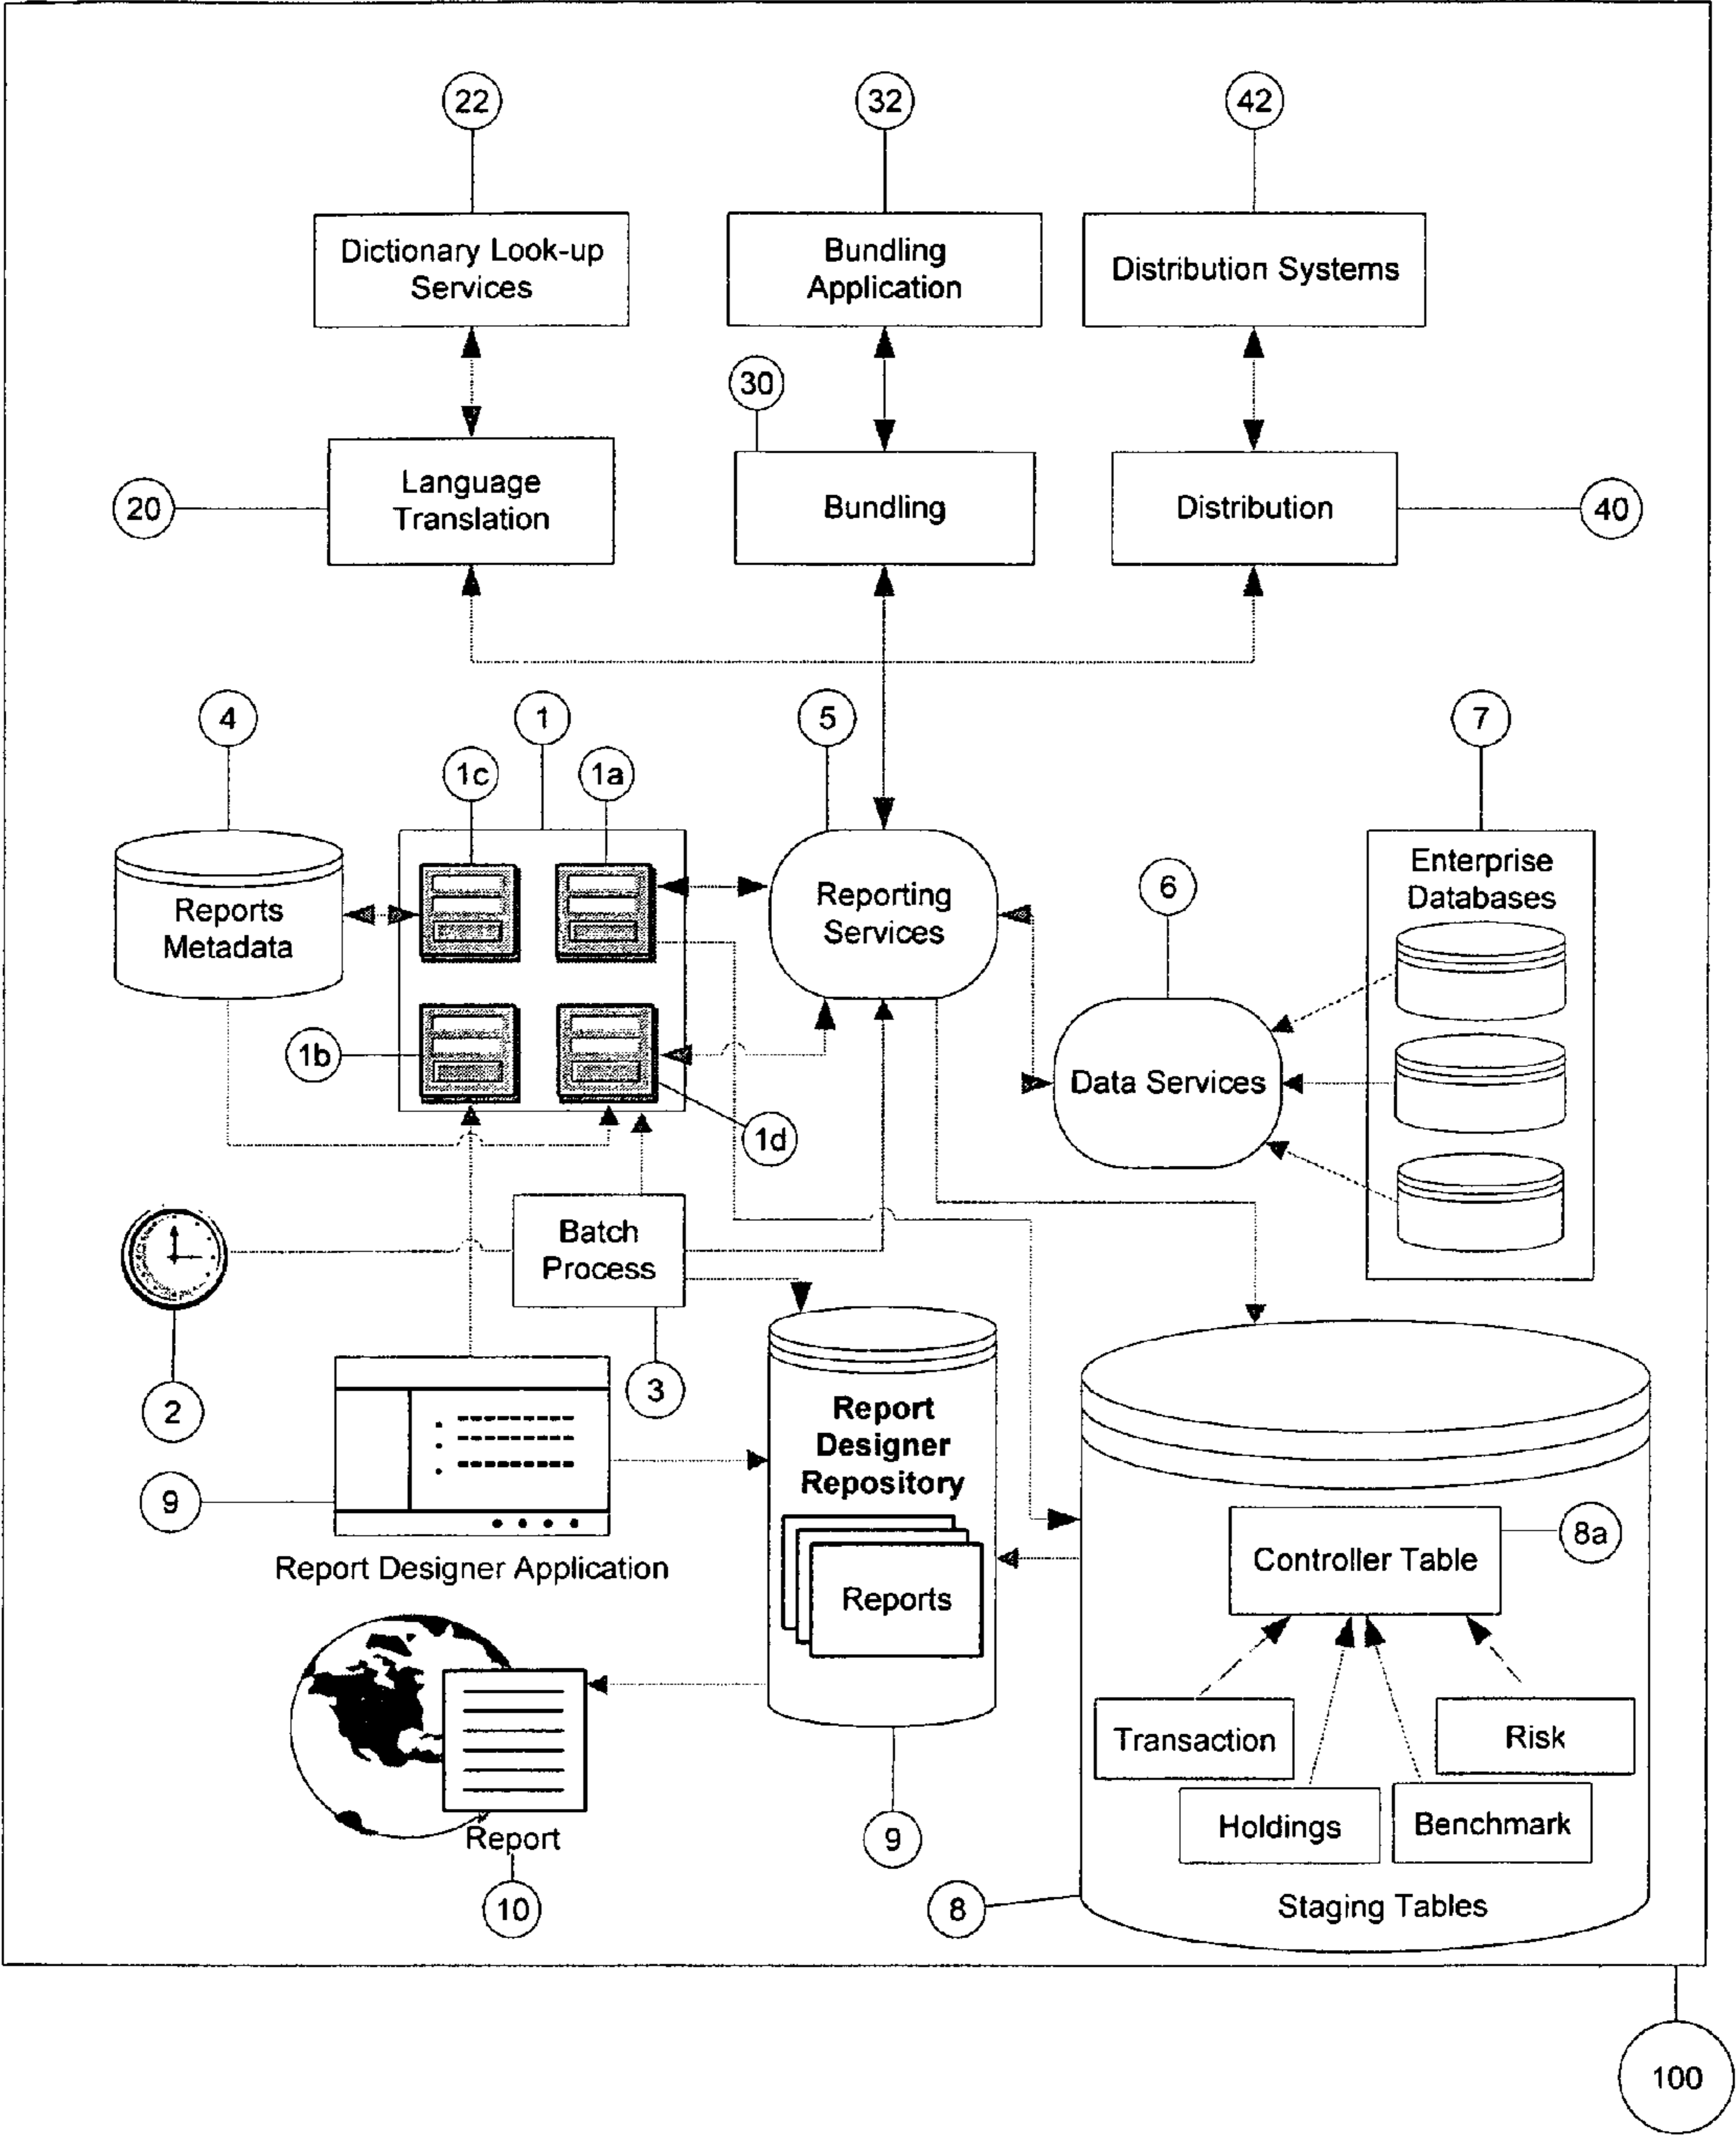 22
32
42
Dictionary Look-up
Services
Bundling
Application
Distribution Systems
30
20
Language
Translation
Bundling
Distribution
40
4
1
5
7
1c
1a
Reports
Metadata
Reporting
Services
6
Enterprise
Databases
1b
1d
Data Services
Batch
Process
2
3
9
Report Designer Application
Report
Designer
Repository
Reports
8a
Controller Table
Transaction
Risk
Holdings
Benchmark
Staging Tables
Report
10
9
8
100